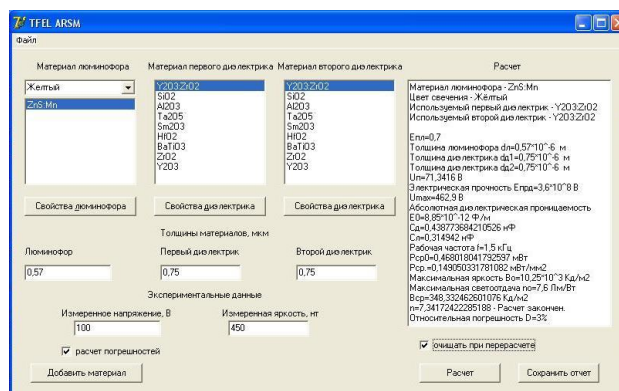 TFEL ARSM
Файл
Материал люминофора
Материал первого диэлектрика
Материал второго диэлектрика
Расчет
Желтый
ZnS:Mn
Y2O3:ZrO2
SiO2
Al2O3
Ta2O5
Sm2O3
HfO2
BaTiO3
ZrO2
Y2O3
Y2O3:ZrO2
SiO2
Al2O3
Ta2O5
Sm2O3
HfO2
BaTiO3
ZrO2
Y2O3
Свойства люминофора
Свойства диэлектрика
Свойства диэлектрика
Толщины материалов, мкм
Люминофор
Первый диэлектрик
Второй диэлектрик
0,57
0,75
0,75
Экспериментальные данные
Измеренное напряжение, В
Измеренная яркость, нт
100
450
расчет погрешностей
Добавить материал
Материал люминофора - ZnS:Mn
Цвет свечения - Жёлтый
Используемый первый диэлектрик - Y2O3:ZrO2
Используемый второй диэлектрик - Y2O3:ZrO2
Eпл=0,7
Толщина люминофора dл=0,57*10^-6 м
Толщина диэлектрика dд1=0,75*10^-6 м
Толщина диэлектрика dд2=0,75*10^-6 м
Uп=71,3416 В
Электрическая прочность Eпрд=3,6*10^8 В
Umax=462,9 В
Абсолютная диэлектрическая проницаемость
E0=8,85*10^-12 Ф/м
Сд=0,438773684210526 нФ
Сл=0,314942 нФ
Рабочая частота f=1,5 кГц
Pср0=0,468018041792597 мВт
Pср.=0,149050331781082 мВт/мм2
Максимальная яркость Bo=10,25*10^3 Кд/м2
Максимальная светоотдача no=7,6 Лм/Вт
Вср=348,332462601076 Кд/м2
n=7,34172422285188 - Расчет закончен.
Относительная погрешность D=3%
очищать при перерасчете
Расчет
Сохранить отчет